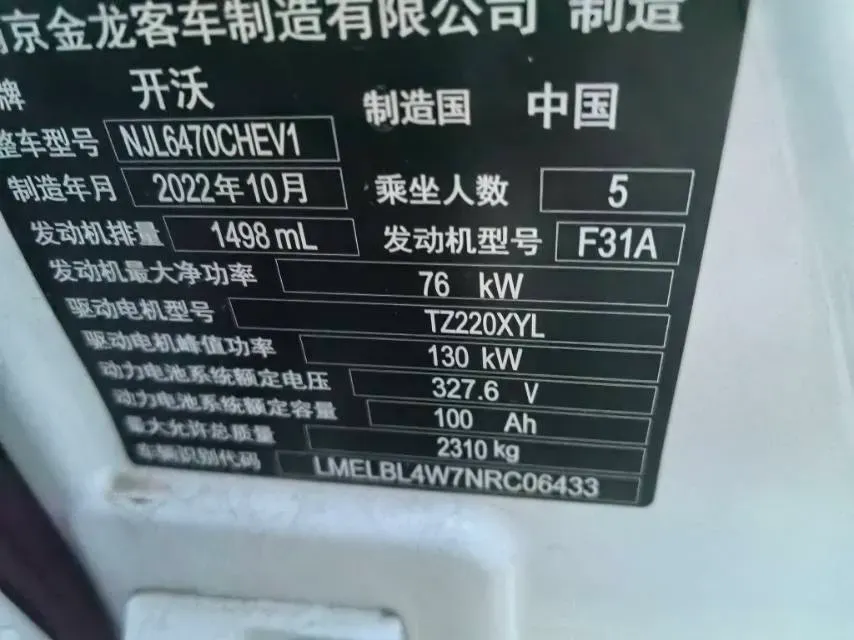 南京金龙客车制造有限公司 制造
牌 开沃 制造国 中国
整车型号 NJL6470CHEV1
制造年月 2022年10月 乘坐人数 5
发动机排量 1498 mL 发动机型号 F31A
发动机最大净功率 76 kW
驱动电机型号 TZ220XYL
驱动电机峰值功率 130 kW
动力电池系统额定电压 327.6 V
动力电池系统额定容量 100 Ah
最大允许总质量 2310 kg
车辆识别代码 LMELBL4W7NRC06433